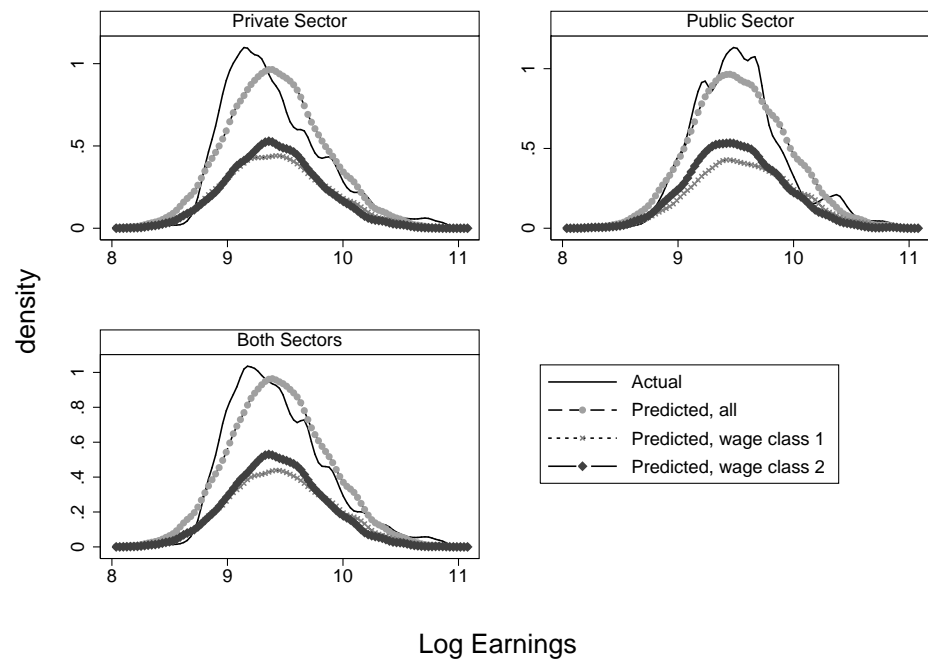 Private Sector
Public Sector
0 .5 1
8 9 10 11
0 .5 1
8 9 10 11
density
Both Sectors
0 .2 .4 .6 .8 1
8 9 10 11
Actual
Predicted, all
Predicted, wage class 1
Predicted, wage class 2
Log Earnings